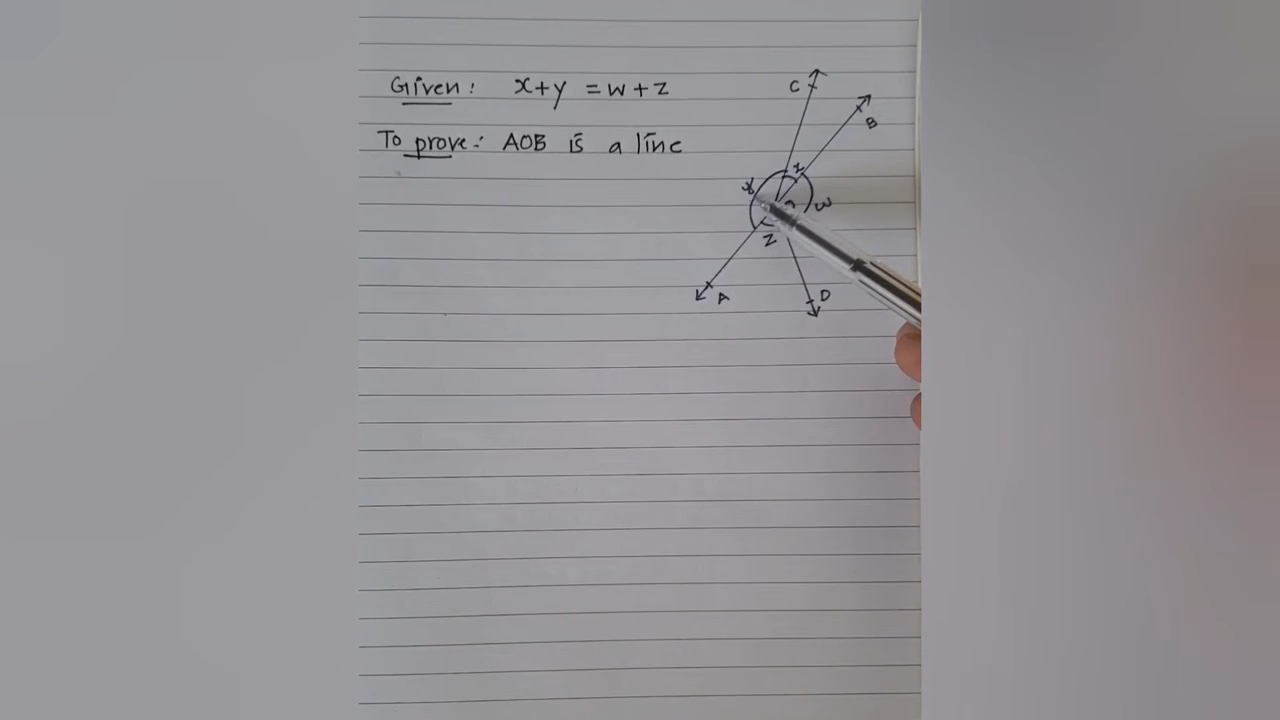 Given: x+y = w+z
To prove:- AOB is a line
C
B
x
w
z
A
D